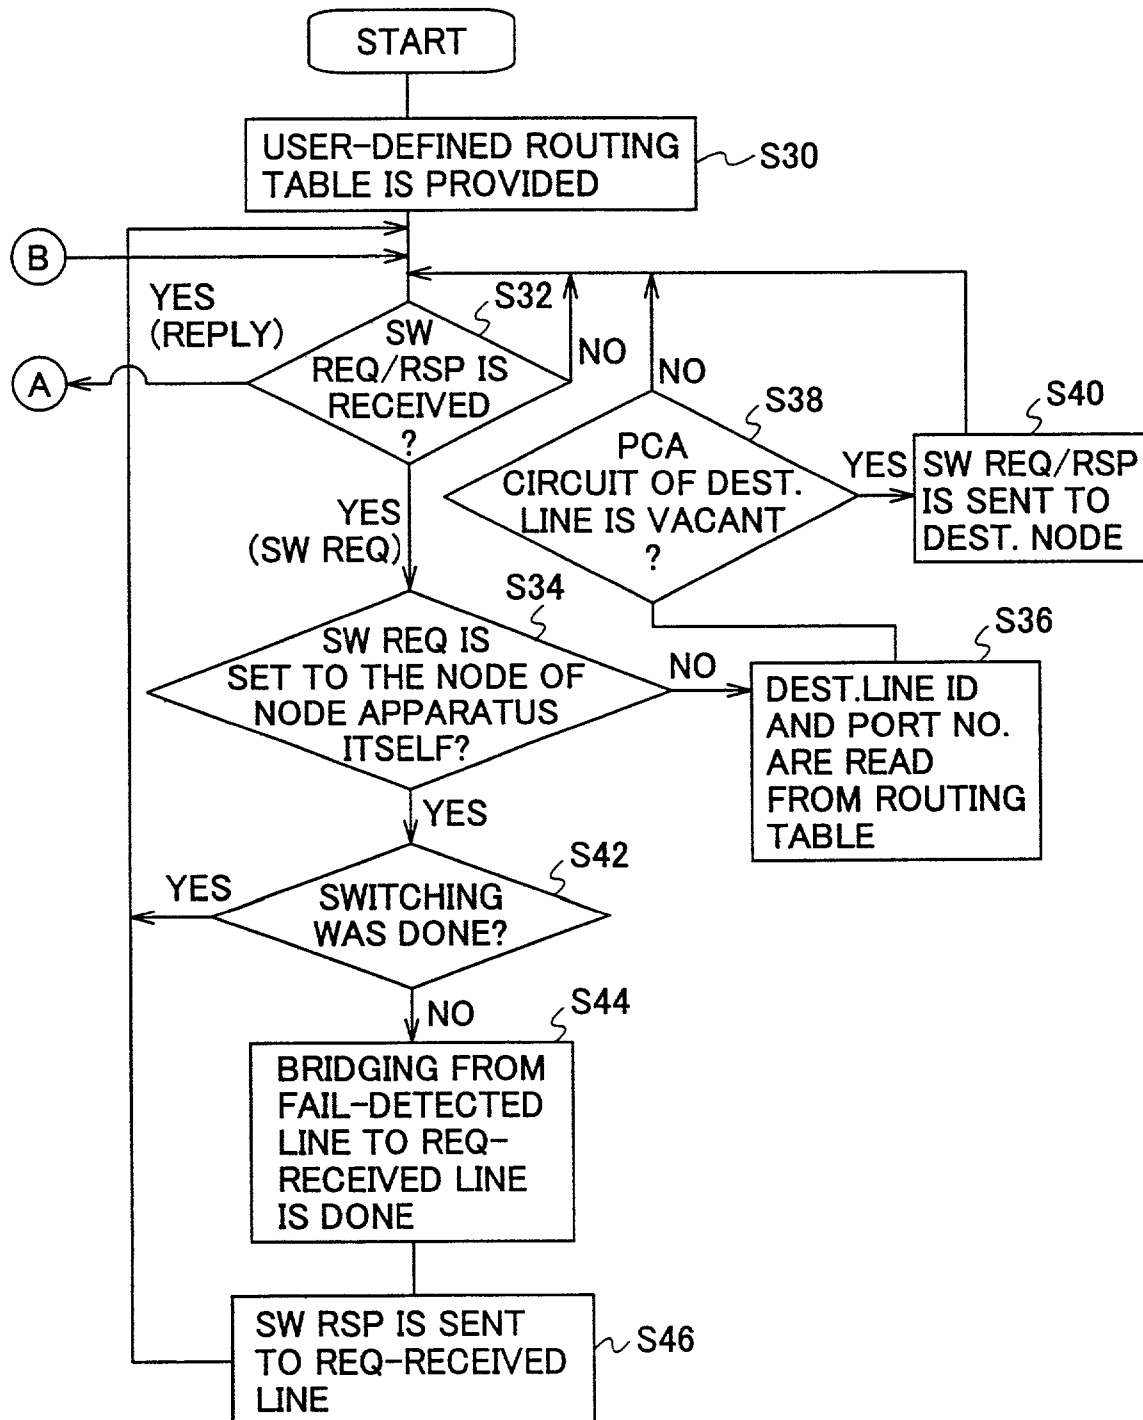 START
USER-DEFINED ROUTING
TABLE IS PROVIDED
S30
B
YES
(REPLY)
S32
SW
REQ/RSP IS
RECEIVED
?
NO
A
NO
S38
PCA
CIRCUIT OF DEST.
LINE IS VACANT
?
YES
S40
SW REQ/RSP
IS SENT TO
DEST. NODE
YES
(SW REQ)
S34
SW REQ IS
SET TO THE NODE OF
NODE APPARATUS
ITSELF?
NO
S36
DEST.LINE ID
AND PORT NO.
ARE READ
FROM ROUTING
TABLE
YES
S42
YES
SWITCHING
WAS DONE?
NO
S44
BRIDGING FROM
FAIL-DETECTED
LINE TO REQ-
RECEIVED LINE
IS DONE
SW RSP IS SENT
TO REQ-RECEIVED
LINE
S46